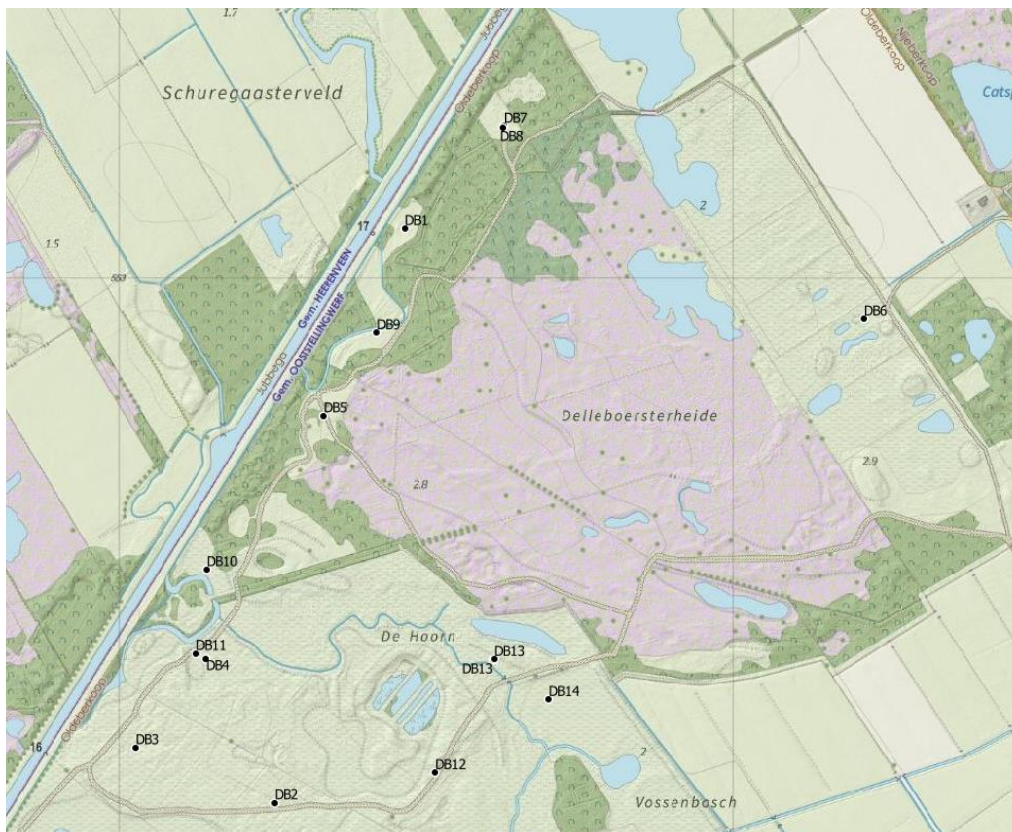 1.7
Jubbega
Oldeberkoop
Oldeberkoop
Nijeberkoop
Schuregaasterveld
Catsp
DB7
DB8
2
17
DB1
1.5
553
Gem. HEERENVEEN
Gem. OOSTSTELLINGWERF
Jubbega
DB9
DB6
DB5
Delleboersterheide
2.8
2.9
DB10
De Hoorn
DB11
DB4
DB13
DB13
DB14
Oldeberkoop
16
DB3
2
DB12
DB2
Vossenbosch